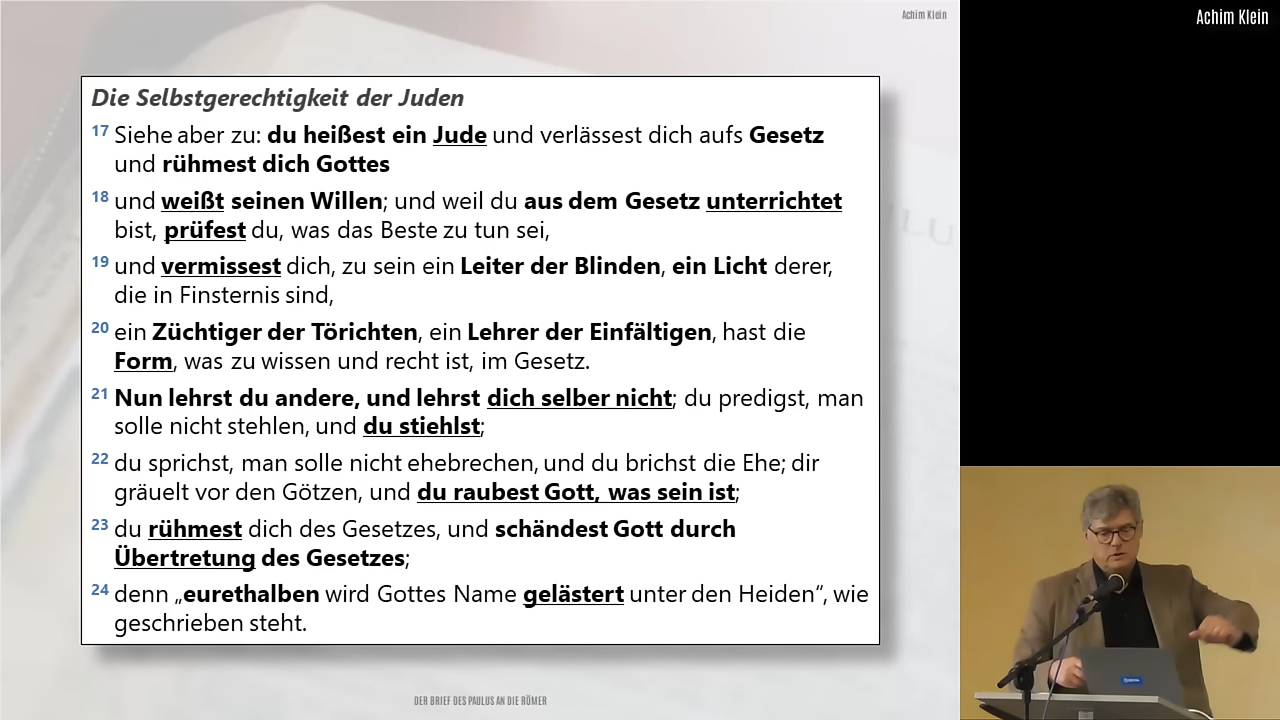 Achim Klein
Achim Klein
Die Selbstgerechtigkeit der Juden
17 Siehe aber zu: du heißest ein Jude und verlässest dich aufs Gesetz
und rühmest dich Gottes
18 und weißt seinen Willen; und weil du aus dem Gesetz unterrichtet
bist, prüfest du, was das Beste zu tun sei,
19 und vermissest dich, zu sein ein Leiter der Blinden, ein Licht derer,
die in Finsternis sind,
20 ein Züchtiger der Törichten, ein Lehrer der Einfältigen, hast die
Form, was zu wissen und recht ist, im Gesetz.
21 Nun lehrst du andere, und lehrst dich selber nicht; du predigst, man
solle nicht stehlen, und du stiehlst;
22 du sprichst, man solle nicht ehebrechen, und du brichst die Ehe; dir
gräuelt vor den Götzen, und du raubest Gott, was sein ist;
23 du rühmest dich des Gesetzes, und schändest Gott durch
Übertretung des Gesetzes;
24 denn „eurethalben wird Gottes Name gelästert unter den Heiden“, wie
geschrieben steht.
DER BRIEF DES PAULUS AN DIE RÖMER